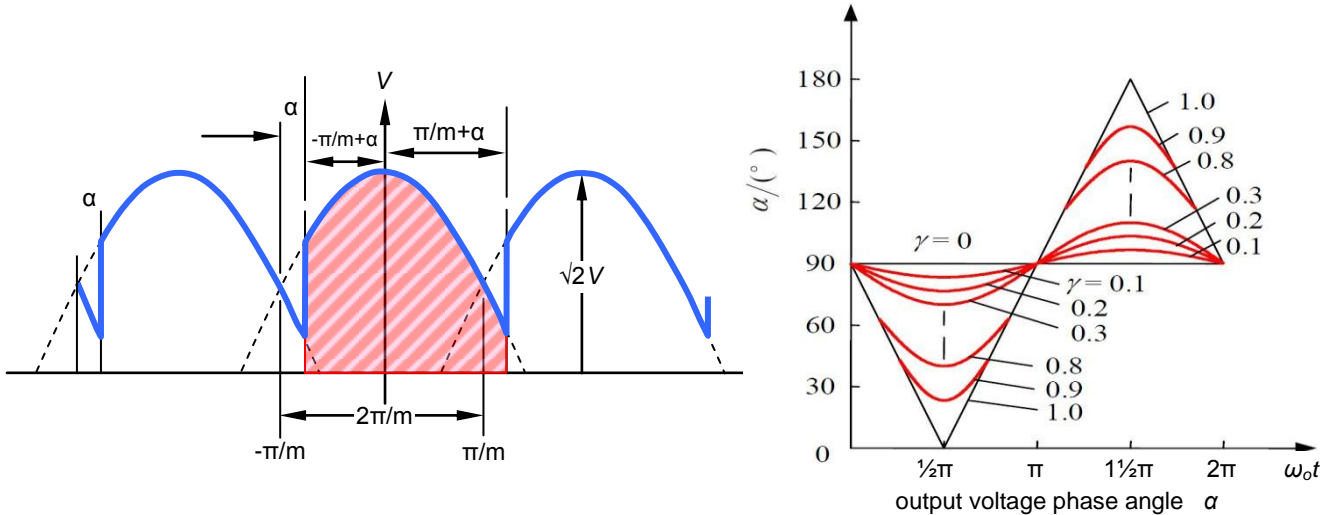 V
α
-π/m+α
π/m+α
α
√2V
2π/m
-π/m
π/m
α/(°)
180
150
120
90
60
30
0
1.0
0.9
0.8
0.3
0.2
0.1
γ = 0
γ = 0.1
0.2
0.3
0.8
0.9
1.0
½π
π
1½π
2π
ωot
output voltage phase angle α